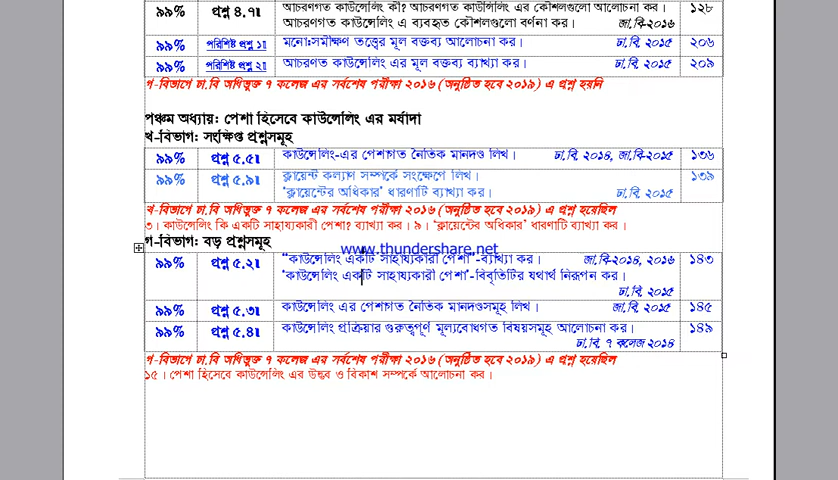 ৯৯% প্রশ্ন ৪.৭। আচরণগত কাউন্সেলিং কী? আচরণগত কাউন্সিলিং এর কৌশলগুলো আলোচনা কর। ১২৮
আচরণগত কাউন্সেলিং এ ব্যবহৃত কৌশলগুলো বর্ণনা কর। জা,বি-২০১৬
৯৯% পরিশিষ্ট প্রশ্ন ১। মনো:সমীক্ষণ তত্ত্বের মূল বক্তব্য আলোচনা কর। ঢা.বি. ২০১৫ ২০৬
৯৯% পরিশিষ্ট প্রশ্ন ২। আচরণত কাউন্সেলিং এর মূল বক্তব্য ব্যাখ্যা কর। ঢা.বি. ২০১৫ ২০৯
গ-বিভাগে ঢা.বি অধিভুক্ত ৭ কলেজ এর সর্বশেষ পরীক্ষা ২০১৬ (অনুষ্ঠিত হবে ২০১৯) এ প্রশ্ন হয়নি
পঞ্চম অধ্যায়: পেশা হিসেবে কাউন্সেলিং এর মর্যাদা
খ-বিভাগ: সংক্ষিপ্ত প্রশ্নসমূহ
৯৯% প্রশ্ন ৫.৫। কাউন্সেলিং-এর পেশাগত নৈতিক মানদণ্ড লিখ। ঢা,বি, ২০১৪, জা,বি-২০১৫ ১৩৬
৯৯% প্রশ্ন ৫.৯। ক্লায়েন্ট কল্যাণ সম্পর্কে সংক্ষেপে লিখ। ১৩৯
‘ক্লায়েন্টের অধিকার’ ধারণাটি ব্যাখ্যা কর। ঢা.বি. ২০১৫
খ-বিভাগে ঢা.বি অধিভুক্ত ৭ কলেজ এর সর্বশেষ পরীক্ষা ২০১৬ (অনুষ্ঠিত হবে ২০১৯) এ প্রশ্ন হয়েছিল
৩। কাউন্সেলিং কি একটি সাহায্যকারী পেশা? ব্যাখ্যা কর। ৯। ‘ক্লায়েন্টের অধিকার’ ধারণাটি ব্যাখ্যা কর।
গ-বিভাগ: বড় প্রশ্নসমূহ
www.thundershare.net
৯৯% প্রশ্ন ৫.২। “কাউন্সেলিং একটি সাহায্যকারী পেশা”-ব্যাখ্যা কর। জা,বি-২০১৪, ২০১৬ ১৪৩
‘কাউন্সেলিং একটি সাহায্যকারী পেশা’-বিবৃতিটির যথার্থ নিরূপন কর।
ঢা,বি, ২০১৫
৯৯% প্রশ্ন ৫.৩। কাউন্সেলিং এর পেশাগত নৈতিক মানদণ্ডসমূহ লিখ। জা,বি, ২০১৫ ১৪৫
৯৯% প্রশ্ন ৫.৪। কাউন্সেলিং প্রক্রিয়ার গুরুত্বপূর্ণ মূল্যবোধগত বিষয়সমূহ আলোচনা কর। ১৪৯
ঢা,বি, ৭ কলেজ ২০১৪
গ-বিভাগে ঢা.বি অধিভুক্ত ৭ কলেজ এর সর্বশেষ পরীক্ষা ২০১৬ (অনুষ্ঠিত হবে ২০১৯) এ প্রশ্ন হয়েছিল
১৫। পেশা হিসেবে কাউন্সেলিং এর উদ্ভব ও বিকাশ সম্পর্কে আলোচনা কর।